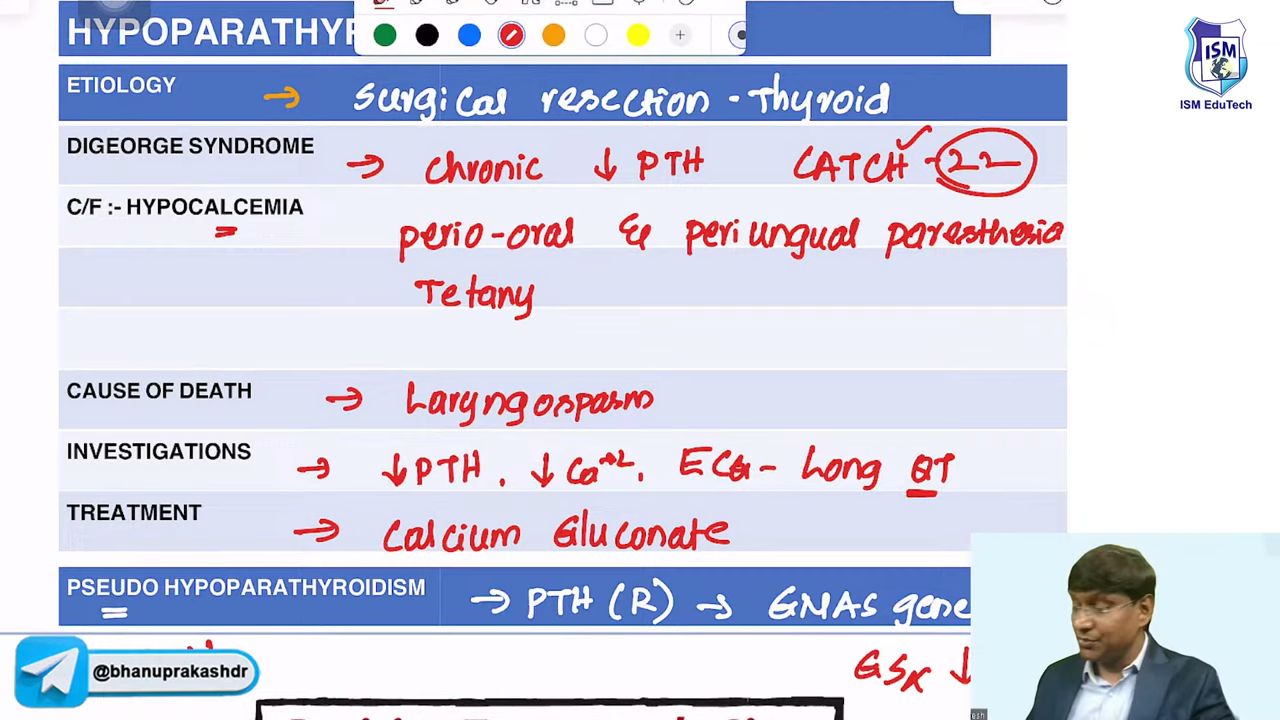 HYPOPARATHYR
ISM
ISM EduTech
ETIOLOGY → Surgical resection - Thyroid
DIGEORGE SYNDROME → Chronic ↓ PTH CATCH - 22
C/F :- HYPOCALCEMIA
perio-oral & periungual paresthesia
Tetany
CAUSE OF DEATH → Laryngospasm
INVESTIGATIONS → ↓PTH, ↓Ca+2, ECG - Long QT
TREATMENT → Calcium Gluconate
PSEUDO HYPOPARATHYROIDISM → PTH (R) → GNAS gene
@bhanuprakashdr
GSα ↓